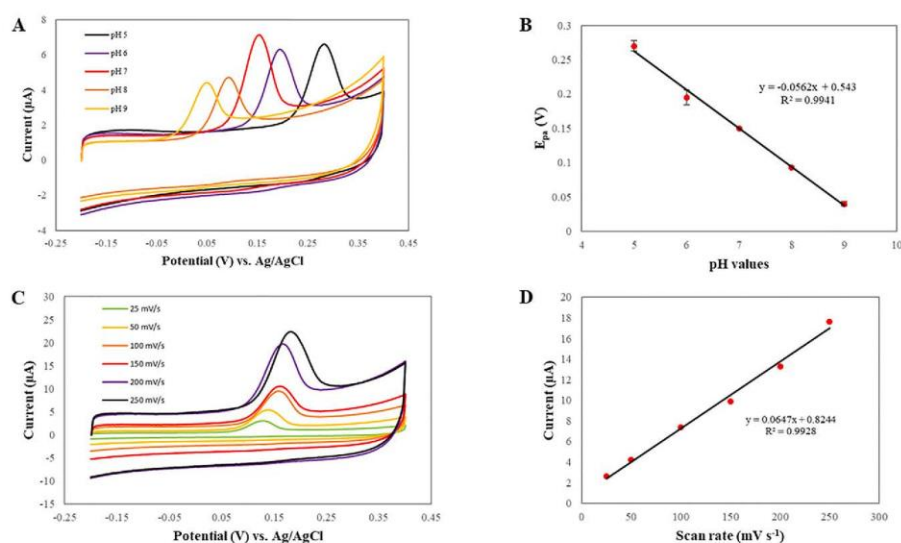 A
8
6
4
2
0
-2
-4
Current (µA)
pH 5
pH 6
pH 7
pH 8
pH 9
-0.25
-0.15
-0.05
0.05
0.15
0.25
0.35
0.45
Potential (V) vs. Ag/AgCl
B
0.3
0.25
0.2
0.15
0.1
0.05
0
Epa (V)
y = -0.0562x + 0.543
R² = 0.9941
4
5
6
7
8
9
10
pH values
C
30
25
20
15
10
5
0
-5
-10
-15
Current (µA)
25 mV/s
50 mV/s
100 mV/s
150 mV/s
200 mV/s
250 mV/s
-0.25
-0.15
-0.05
0.05
0.15
0.25
0.35
0.45
Potential (V) vs. Ag/AgCl
D
18
16
14
12
10
8
6
4
2
0
Current (µA)
y = 0.0647x + 0.8244
R² = 0.9928
0
50
100
150
200
250
300
Scan rate (mV s⁻¹)